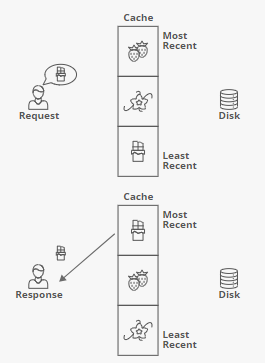 Cache
Most
Recent
Request
Disk
Least
Recent
Cache
Most
Recent
Response
Disk
Least
Recent